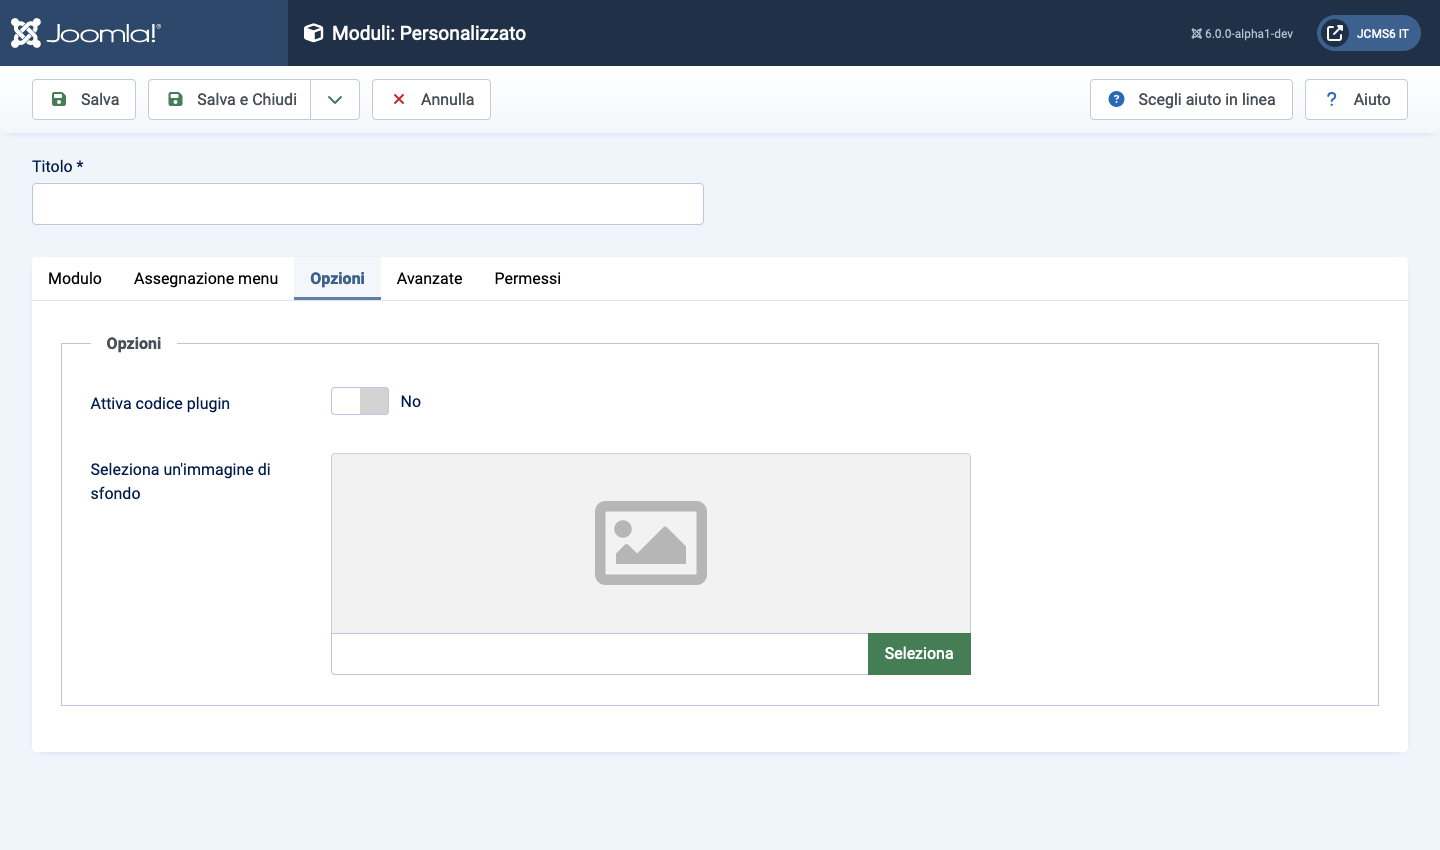 Joomla!®
Moduli: Personalizzato
6.0.0-alpha1-dev
JCMS6 IT
Salva
Salva e Chiudi
Annulla
Scegli aiuto in linea
? Aiuto
Titolo *
Modulo
Assegnazione menu
Opzioni
Avanzate
Permessi
Opzioni
Attiva codice plugin
No
Seleziona un'immagine di
sfondo
Seleziona